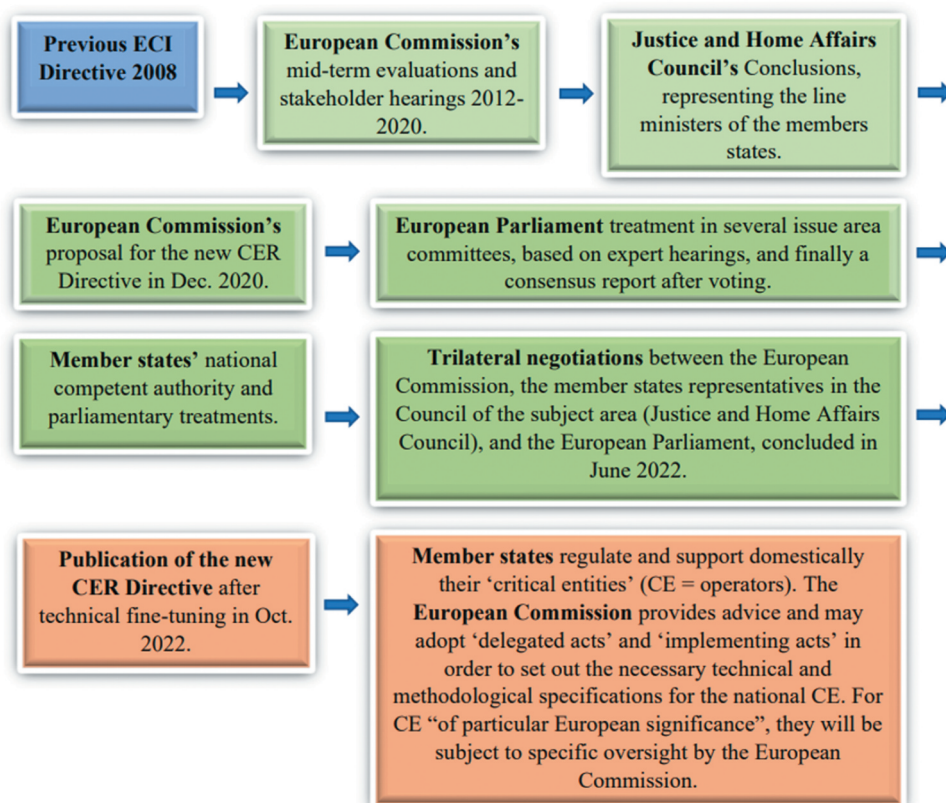 Previous ECI
Directive 2008
European Commission’s
mid-term evaluations and
stakeholder hearings 2012-
2020.
Justice and Home Affairs
Council’s Conclusions,
representing the line
ministers of the members
states.
European Commission’s
proposal for the new CER
Directive in Dec. 2020.
European Parliament treatment in several issue area
committees, based on expert hearings, and finally a
consensus report after voting.
Member states’ national
competent authority and
parliamentary treatments.
Trilateral negotiations between the European
Commission, the member states representatives in the
Council of the subject area (Justice and Home Affairs
Council), and the European Parliament, concluded in
June 2022.
Publication of the new
CER Directive after
technical fine-tuning in Oct.
2022.
Member states regulate and support domestically
their ‘critical entities’ (CE = operators). The
European Commission provides advice and may
adopt ‘delegated acts’ and ‘implementing acts’ in
order to set out the necessary technical and
methodological specifications for the national CE. For
CE “of particular European significance”, they will be
subject to specific oversight by the European
Commission.